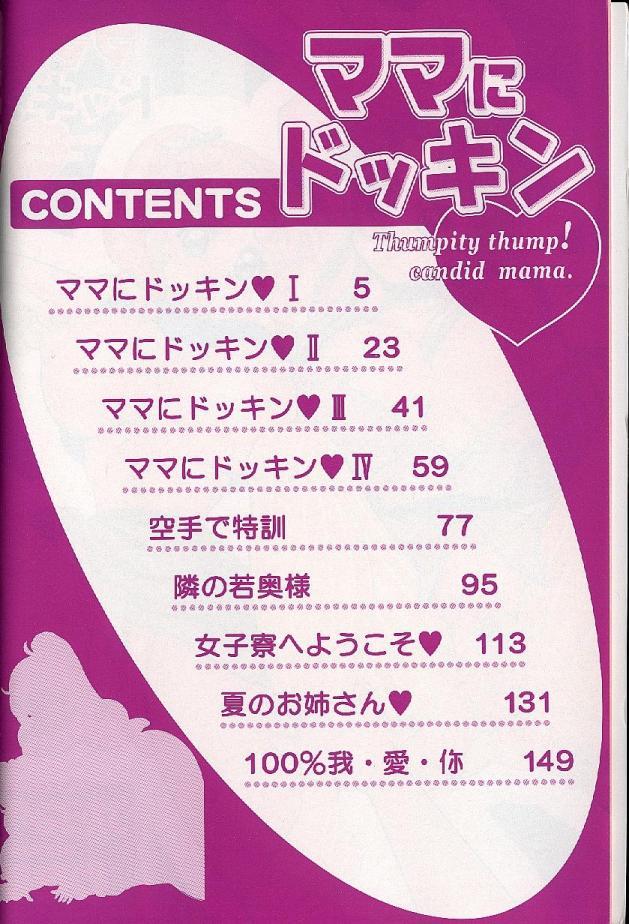 ママに
ドッキン
CONTENTS
Thumpity thump!
candid mama.
ママにドッキン♥Ⅰ 5
ママにドッキン♥Ⅱ 23
ママにドッキン♥Ⅲ 41
ママにドッキン♥Ⅳ 59
空手で特訓 77
隣の若奥様 95
女子寮へようこそ♥ 113
夏のお姉さん♥ 131
100%我・愛・你 149